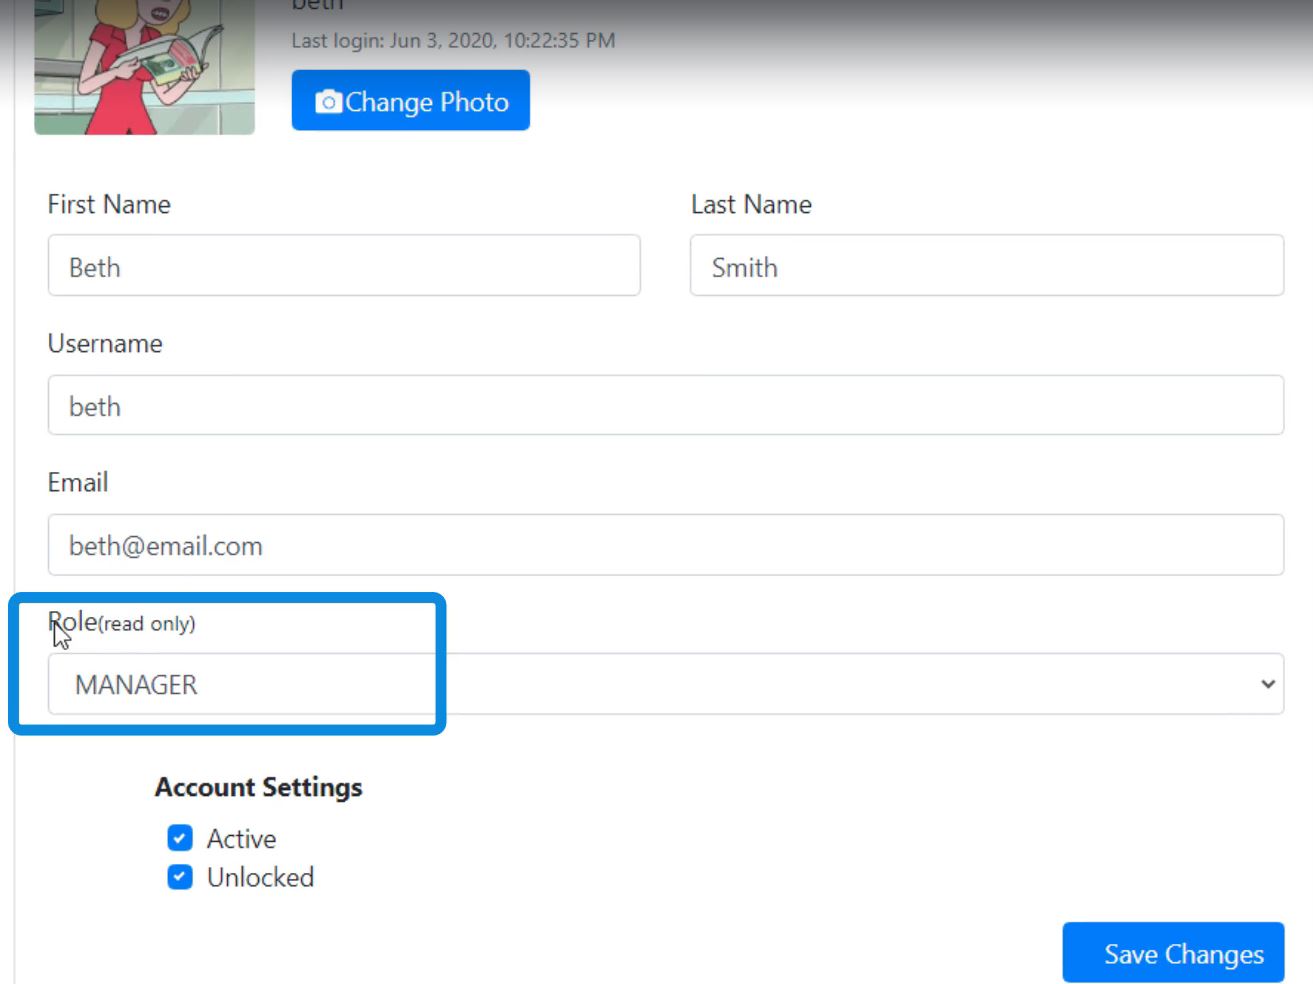 beth
Last login: Jun 3, 2020, 10:22:35 PM
Change Photo
First Name
Last Name
Beth
Smith
Username
beth
Email
beth@email.com
Role(read only)
MANAGER
Account Settings
Active
Unlocked
Save Changes